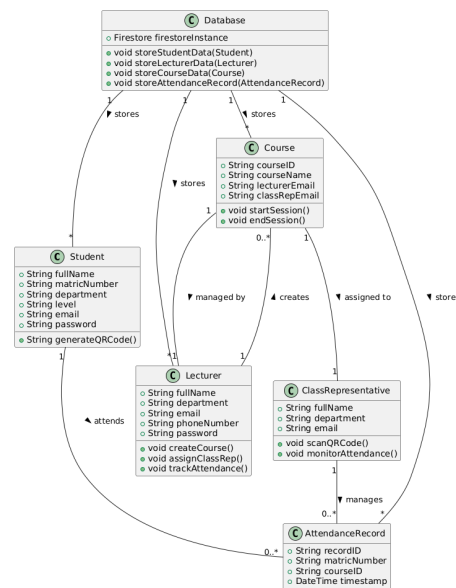 C Database
Firestore firestoreInstance
void storeStudentData(Student)
void storeLecturerData(Lecturer)
void storeCourseData(Course)
void storeAttendanceRecord(AttendanceRecord)
1 1 1 1
stores stores
*
C Course
String courseID
String courseName
String lecturerEmail
String classRepEmail
void startSession()
void endSession()
stores
1 0..* 1
*
C Student
String fullName
String matricNumber
String department
String level
String email
String password
String generateQRCode()
1
managed by creates assigned to store
* 1 1 1
C Lecturer
String fullName
String department
String email
String phoneNumber
String password
void createCourse()
void assignClassRep()
void trackAttendance()
C ClassRepresentative
String fullName
String department
String email
void scanQRCode()
void monitorAttendance()
1
attends
manages
0..* *
0..*
C AttendanceRecord
String recordID
String matricNumber
String courseID
DateTime timestamp